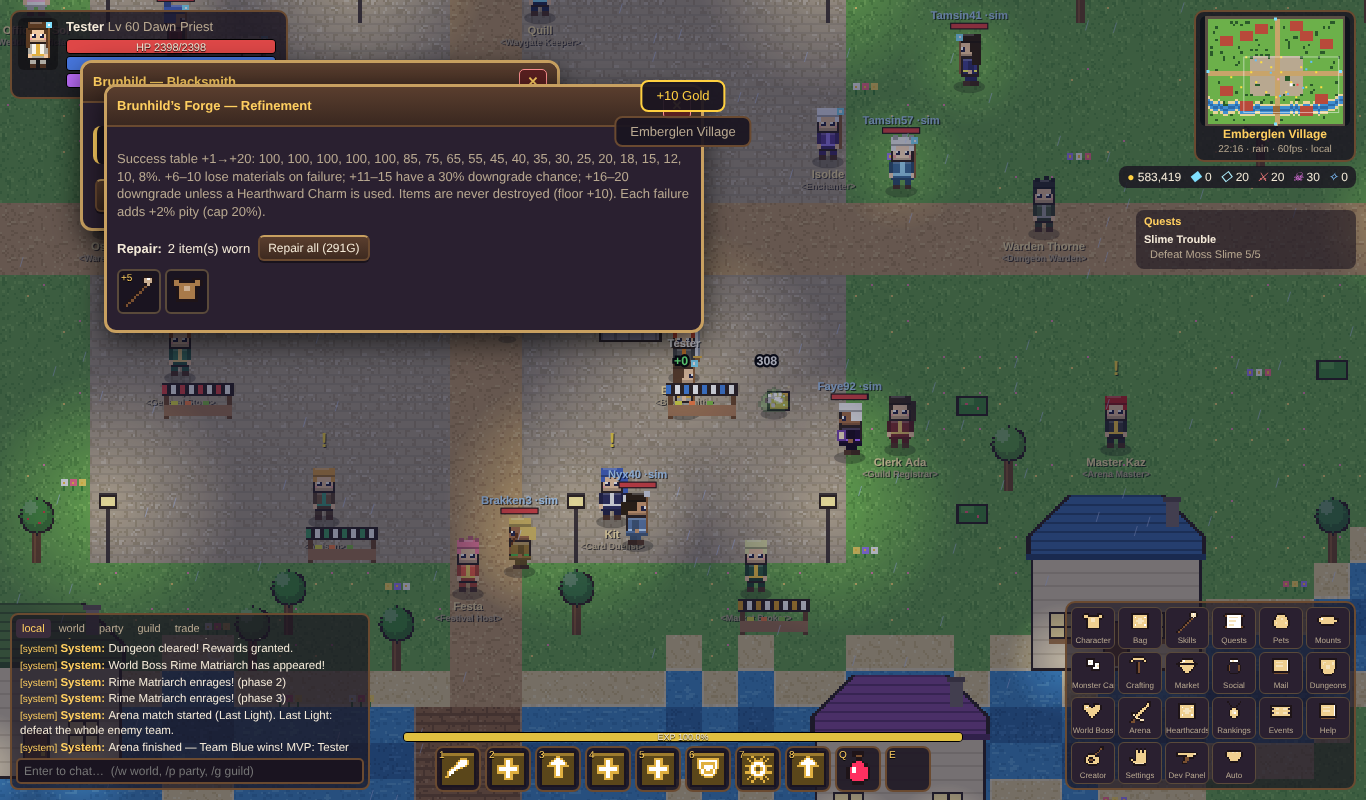 Tester Lv 60 Dawn Priest
HP 2398/2398
Brunhild — Blacksmith
×
Brunhild's Forge — Refinement
+10 Gold
Emberglen Village
Success table +1→+20: 100, 100, 100, 100, 100, 85, 75, 65, 55, 45, 40, 35, 30, 25, 20, 18, 15, 12,
10, 8%. +6–10 lose materials on failure; +11–15 have a 30% downgrade chance; +16–20
downgrade unless a Hearthward Charm is used. Items are never destroyed (floor +10). Each failure
adds +2% pity (cap 20%).
Repair: 2 item(s) worn
Repair all (291G)
+5
Quill
<Waygate Keeper>
Tamsin41 ·sim
Tamsin57 ·sim
Isolde
<Enchanter>
Warden Thorne
<Dungeon Warden>
Emberglen Village
22:16 · rain · 60fps · local
583,419
0
20
20
30
0
Quests
Slime Trouble
Defeat Moss Slime 5/5
Tester
+0
308
Faye92 ·sim
!
Clerk Ada
<Guild Registrar>
Master Kaz
<Arena Master>
!
!
Nyx40 ·sim
Brakken3 ·sim
Kit
<Card Duelist>
Festa
<Festival Host>
local
world
party
guild
trade
[system] System: Dungeon cleared! Rewards granted.
[system] System: World Boss Rime Matriarch has appeared!
[system] System: Rime Matriarch enrages! (phase 2)
[system] System: Rime Matriarch enrages! (phase 3)
[system] System: Arena match started (Last Light). Last Light:
defeat the whole enemy team.
[system] System: Arena finished — Team Blue wins! MVP: Tester
Enter to chat… (/w world, /p party, /g guild)
EXP 100.0%
1
2
3
4
5
6
7
8
Q
E
Character
Bag
Skills
Quests
Pets
Mounts
Monster Ca
Crafting
Market
Social
Mail
Dungeons
World Boss
Arena
Hearthcards
Rankings
Events
Help
Creator
Settings
Dev Panel
Auto